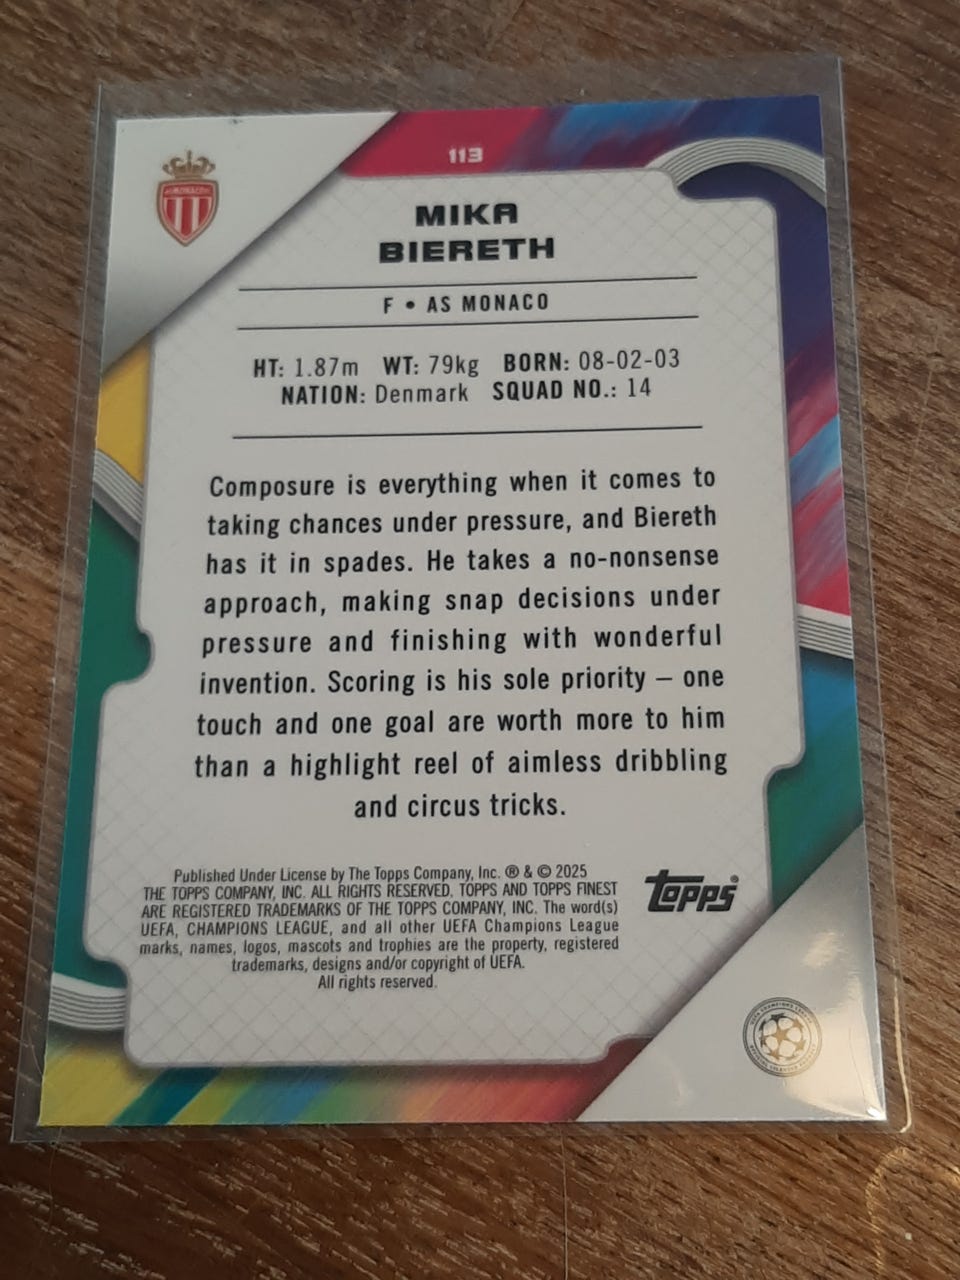 113
AS MONACO
MIKA
BIERETH
F • AS MONACO
HT: 1.87m WT: 79kg BORN: 08-02-03
NATION: Denmark SQUAD NO.: 14
Composure is everything when it comes to
taking chances under pressure, and Biereth
has it in spades. He takes a no-nonsense
approach, making snap decisions under
pressure and finishing with wonderful
invention. Scoring is his sole priority – one
touch and one goal are worth more to him
than a highlight reel of aimless dribbling
and circus tricks.
Published Under License by The Topps Company, Inc. ® & © 2025
THE TOPPS COMPANY, INC. ALL RIGHTS RESERVED. TOPPS AND TOPPS FINEST
ARE REGISTERED TRADEMARKS OF THE TOPPS COMPANY, INC. The word(s)
UEFA, CHAMPIONS LEAGUE, and all other UEFA Champions League
marks, names, logos, mascots and trophies are the property, registered
trademarks, designs and/or copyright of UEFA.
All rights reserved.
topps®